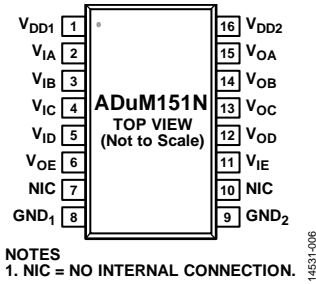 VDD1 1 16 VDD2
VIA 2 15 VOA
VIB 3 14 VOB
VIC 4 ADuM151N 13 VOC
VID 5 TOP VIEW 12 VOD
VOE 6 (Not to Scale) 11 VIE
NIC 7 10 NIC
GND1 8 9 GND2
NOTES
1. NIC = NO INTERNAL CONNECTION.
14531-006